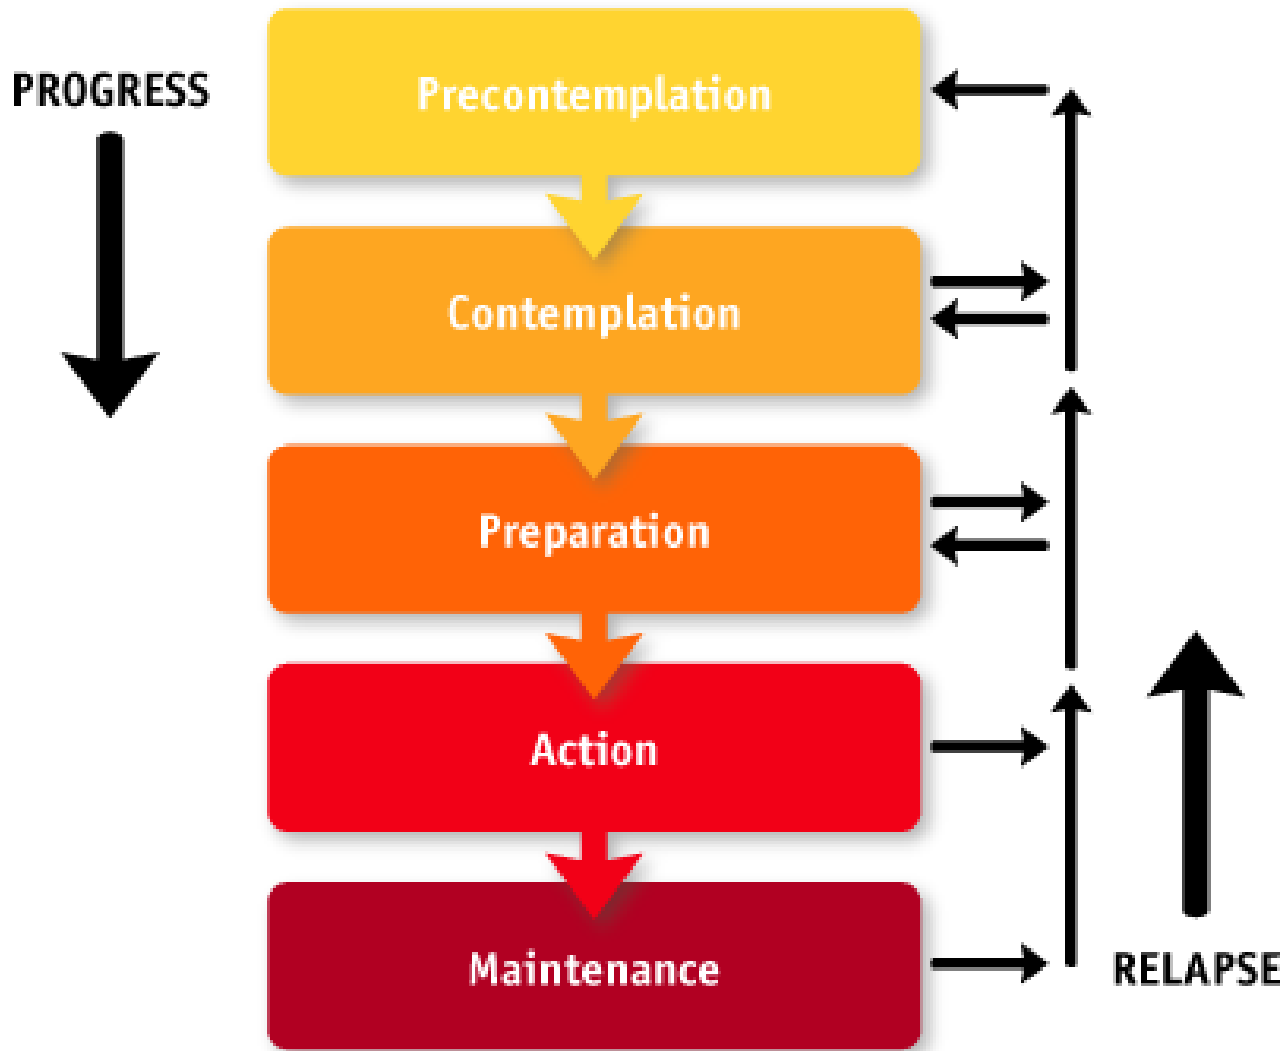 PROGRESS
Precontemplation
Contemplation
Preparation
Action
Maintenance
RELAPSE